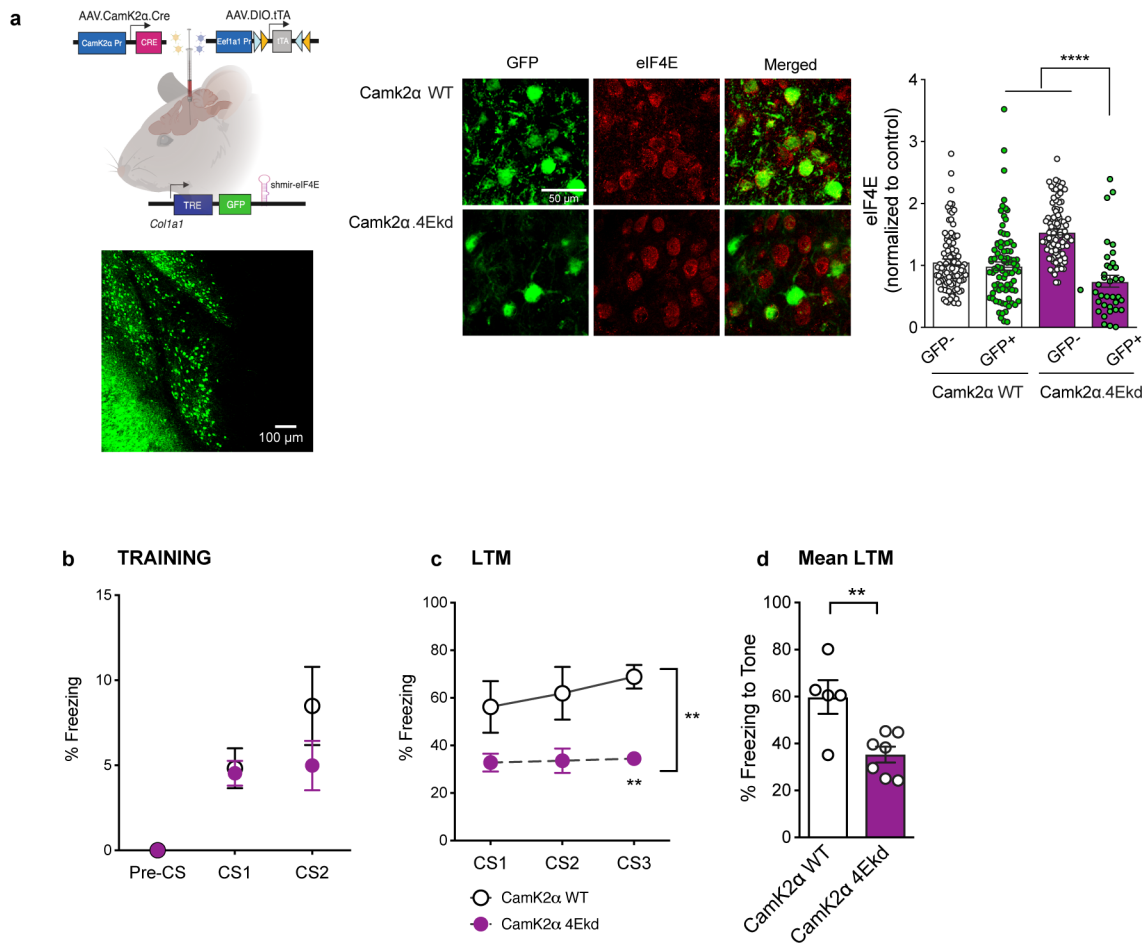 a
AAV.CamK2α.Cre
AAV.DIO.tTA
CamK2α Pr
CRE
Eef1a1 Pr
tTA
shmir-eIF4E
TRE
GFP
Col1a1
100 µm
GFP
eIF4E
Merged
Camk2α WT
50 µm
Camk2α.4Ekd
****
eIF4E
(normalized to control)
4
3
2
1
0
GFP-
GFP+
GFP-
GFP+
Camk2α WT
Camk2α.4Ekd
b TRAINING
% Freezing
15
10
5
0
Pre-CS
CS1
CS2
c LTM
% Freezing
100
80
60
40
20
0
**
**
CS1
CS2
CS3
CamK2α WT
CamK2α 4Ekd
d Mean LTM
**
% Freezing to Tone
100
80
60
40
20
0
CamK2α WT
CamK2α 4Ekd